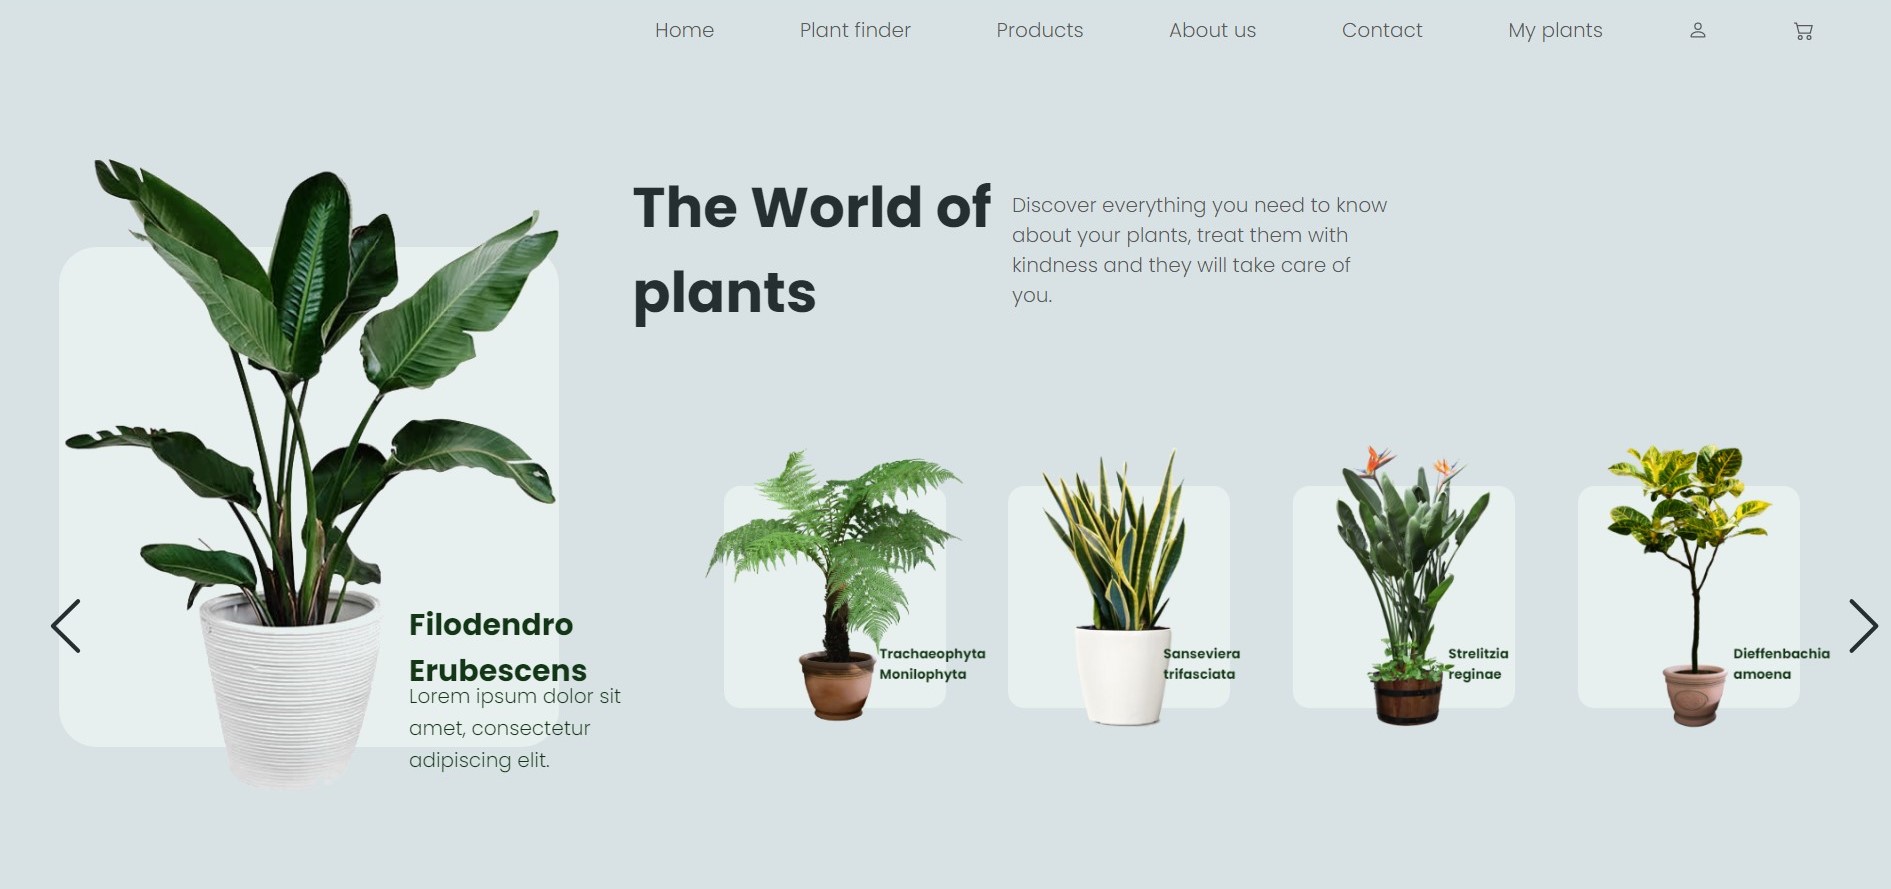 Home Plant finder Products About us Contact My plants
The World of
plants
Discover everything you need to know
about your plants, treat them with
kindness and they will take care of
you.
Filodendro
Erubescens
Lorem ipsum dolor sit
amet, consectetur
adipiscing elit.
Trachaeophyta
Monilophyta
Sanseviera
trifasciata
Strelitzia
reginae
Dieffenbachia
amoena